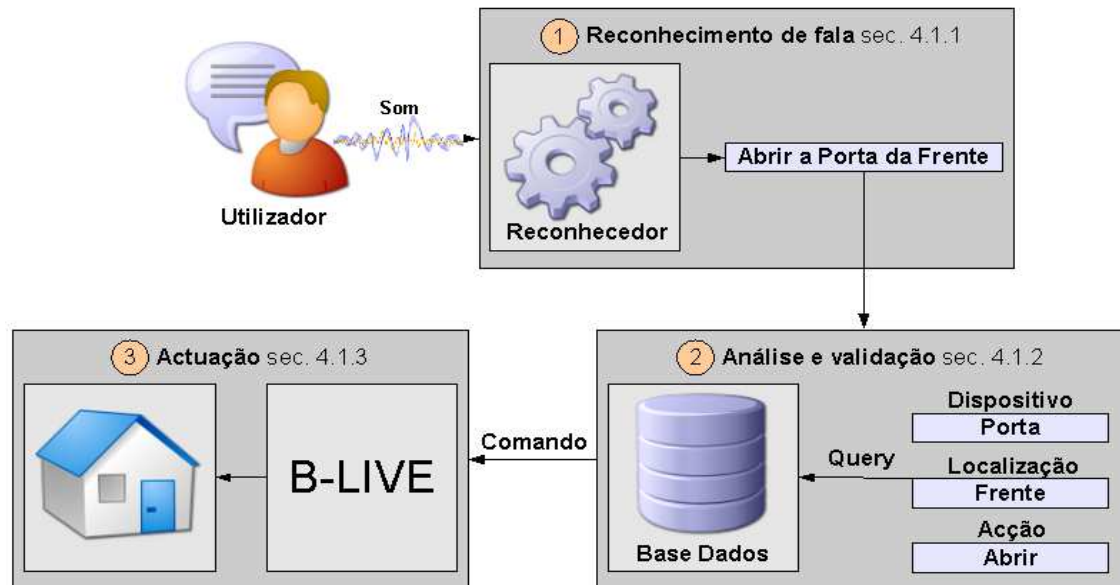 1 Reconhecimento de fala sec. 4.1.1
Som
Abrir a Porta da Frente
Utilizador
Reconhecedor
3 Actuação sec. 4.1.3
2 Análise e validação sec. 4.1.2
Dispositivo
Porta
Comando
Query
Localização
B-LIVE
Frente
Acção
Base Dados
Abrir